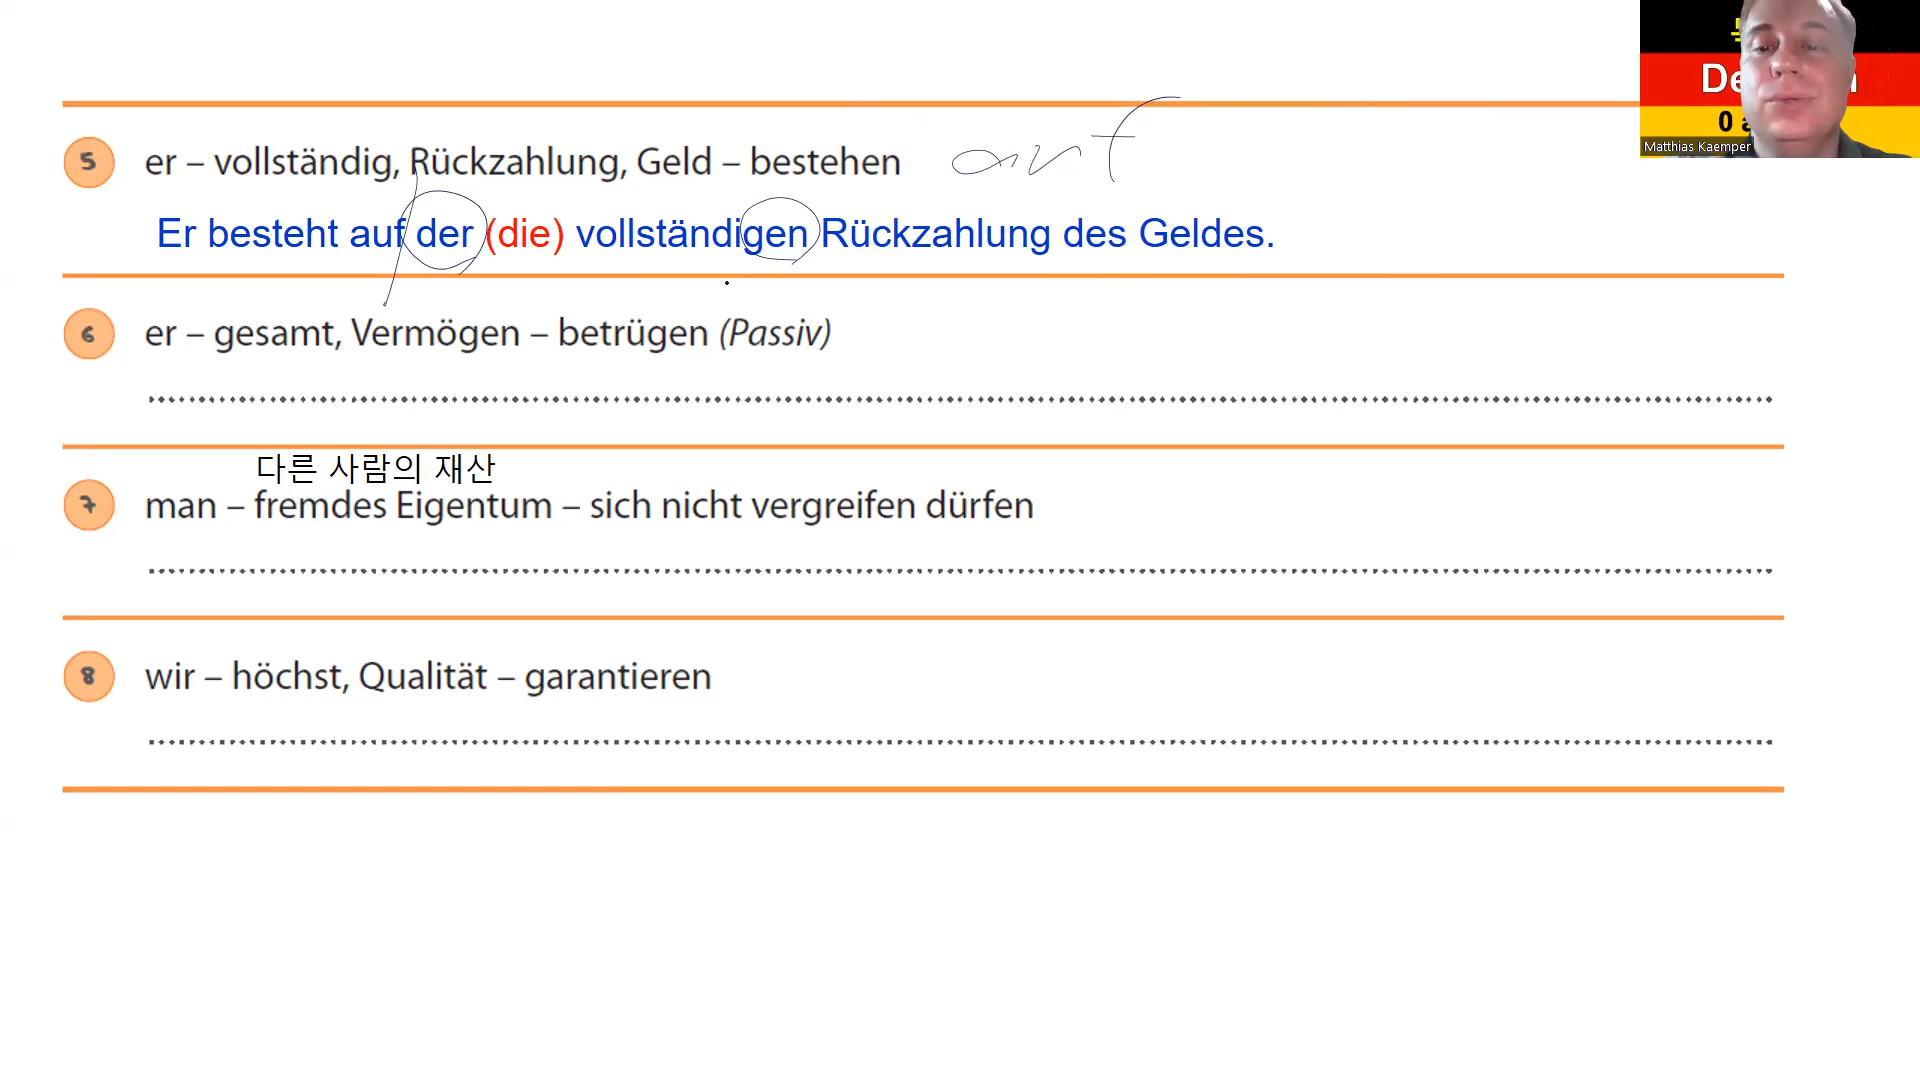 5 er – vollständig, Rückzahlung, Geld – bestehen auf
Er besteht auf der (die) vollständigen Rückzahlung des Geldes.
6 er – gesamt, Vermögen – betrügen (Passiv)
다른 사람의 재산
7 man – fremdes Eigentum – sich nicht vergreifen dürfen
8 wir – höchst, Qualität – garantieren
0
Matthias Kaemper